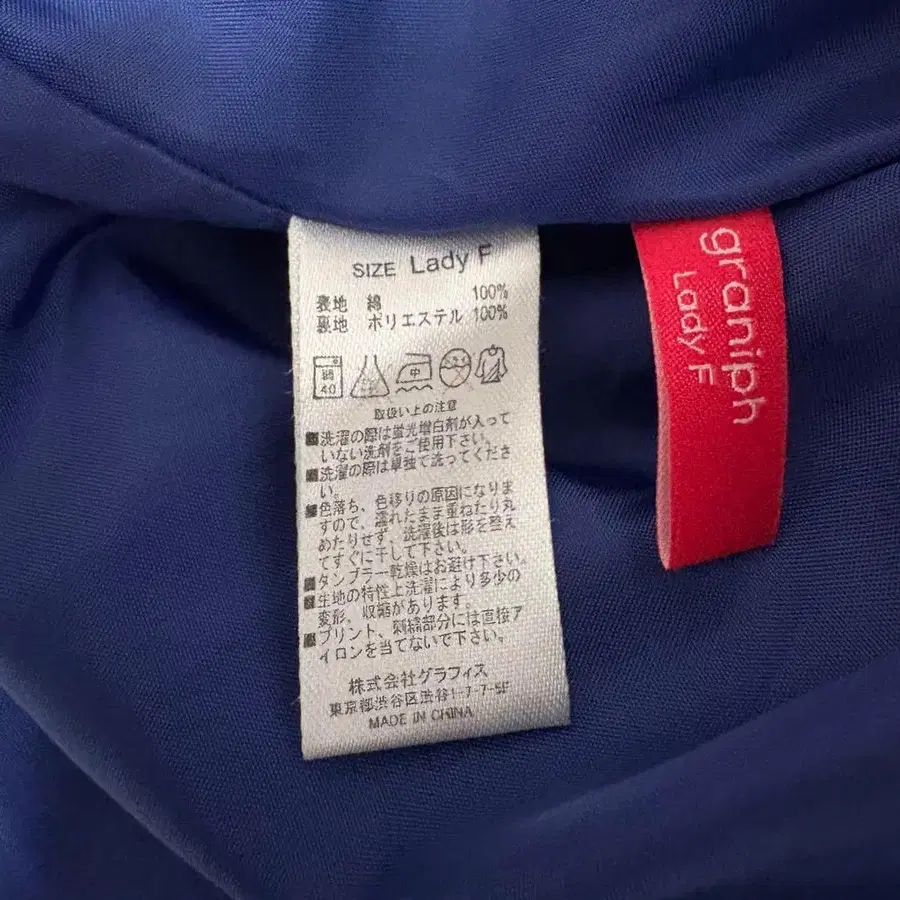 SIZE Lady F
表地 綿 100%
裏地 ポリエステル 100%
綿
40
中
取扱い上の注意
■洗濯の際は蛍光増白剤が入って
いない洗剤をご使用下さい。
■洗濯の際は単独で洗ってくださ
い。
■色落ち、色移りの原因になりま
すので、濡れたまま重ねたり丸
めたりせず、洗濯後は形を整え
てすぐに干して下さい。
■タンブラー乾燥はお避け下さい。
■生地の特性上洗濯により多少の
変形、収縮があります。
■プリント、刺繍部分には直接ア
イロンを当てないで下さい。
株式会社グラフィス
東京都渋谷区渋谷1-7-7-5F
MADE IN CHINA
graniph
Lady F